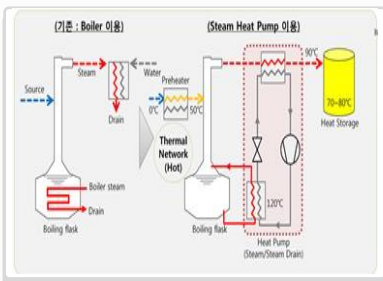 (기존 : Boiler 이용)
Steam
Water
Source
Drain
Boiler steam
Drain
Boiling flask
(Steam Heat Pump 이용)
Preheater
0℃
50℃
Thermal
Network
(Hot)
Boiling flask
120℃
Heat Pump
(Steam/Steam Drain)
90℃
70~80℃
Heat Storage